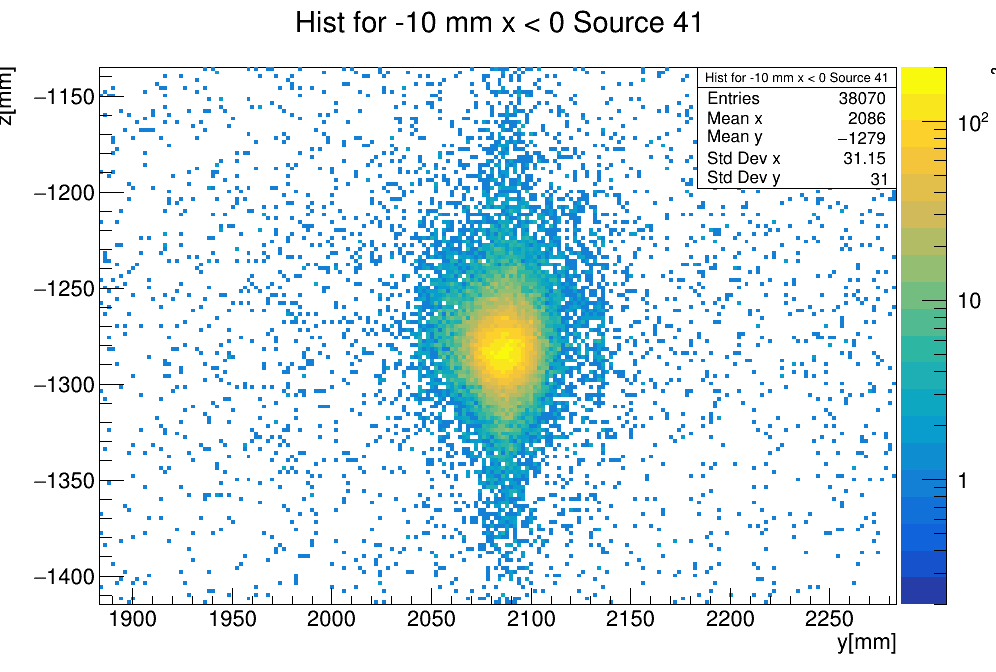 Hist for -10 mm x < 0 Source 41
z[mm]
Hist for -10 mm x < 0 Source 41
Entries 38070
Mean x 2086
Mean y −1279
Std Dev x 31.15
Std Dev y 31
−1150
−1200
−1250
−1300
−1350
−1400
10²
10
1
1900 1950 2000 2050 2100 2150 2200 2250
y[mm]